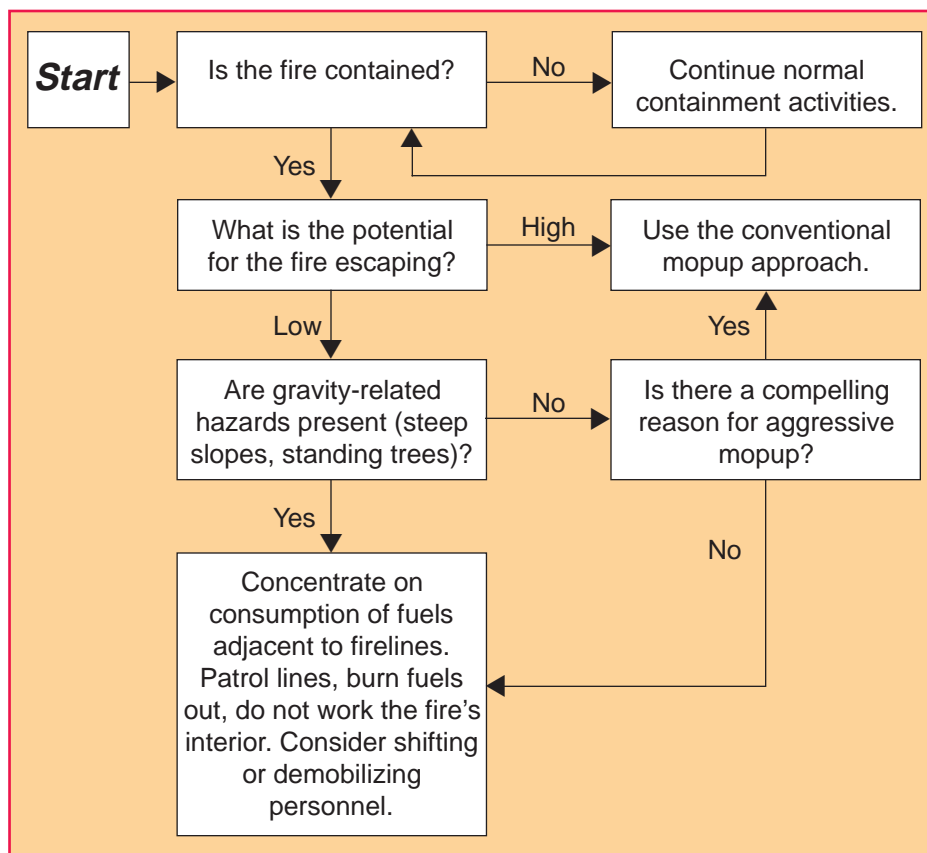 Start
Is the fire contained?
No
Continue normal
containment activities.
Yes
What is the potential
for the fire escaping?
High
Use the conventional
mopup approach.
Low
Yes
Are gravity-related
hazards present (steep
slopes, standing trees)?
No
Is there a compelling
reason for aggressive
mopup?
Yes
No
Concentrate on
consumption of fuels
adjacent to firelines.
Patrol lines, burn fuels
out, do not work the fire’s
interior. Consider shifting
or demobilizing
personnel.